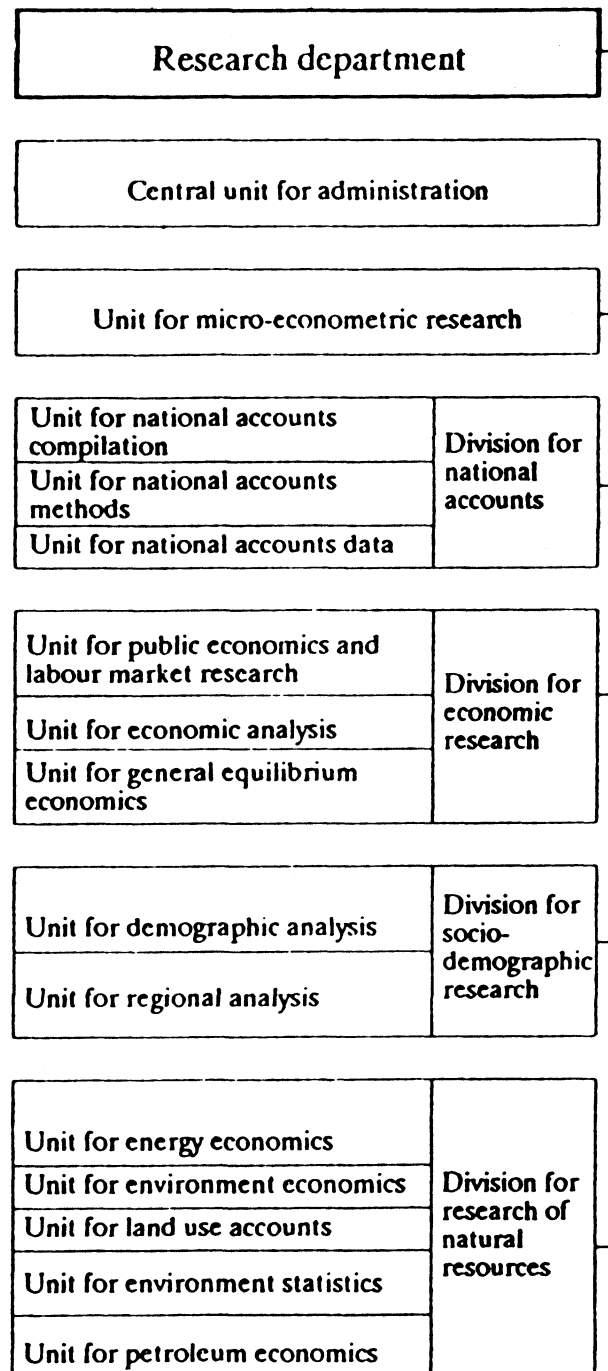 Research department
Central unit for administration
Unit for micro-econometric research
Unit for national accounts
compilation
Unit for national accounts
methods
Unit for national accounts data
Division for
national
accounts
Unit for public economics and
labour market research
Unit for economic analysis
Unit for general equilibrium
economics
Division for
economic
research
Unit for demographic analysis
Unit for regional analysis
Division for
socio-
demographic
research
Unit for energy economics
Unit for environment economics
Unit for land use accounts
Unit for environment statistics
Unit for petroleum economics
Division for
research of
natural
resources